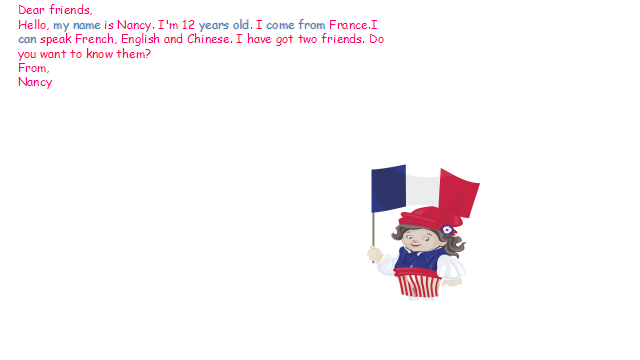 Dear friends,
Hello, my name is Nancy. I'm 12 years old. I come from France.I
can speak French, English and Chinese. I have got two friends. Do
you want to know them?
From,
Nancy